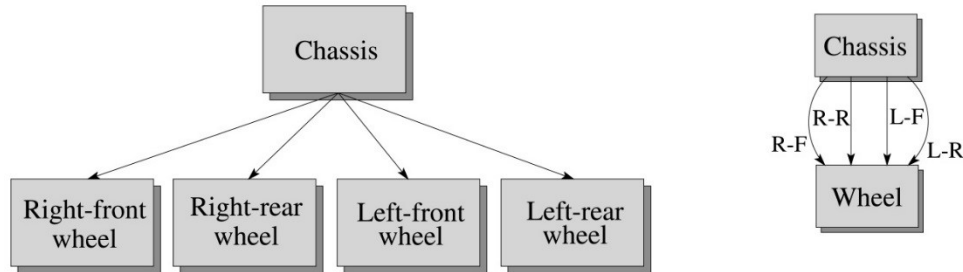 Chassis
Right-front
wheel
Right-rear
wheel
Left-front
wheel
Left-rear
wheel
Chassis
R-F
R-R
L-F
L-R
Wheel